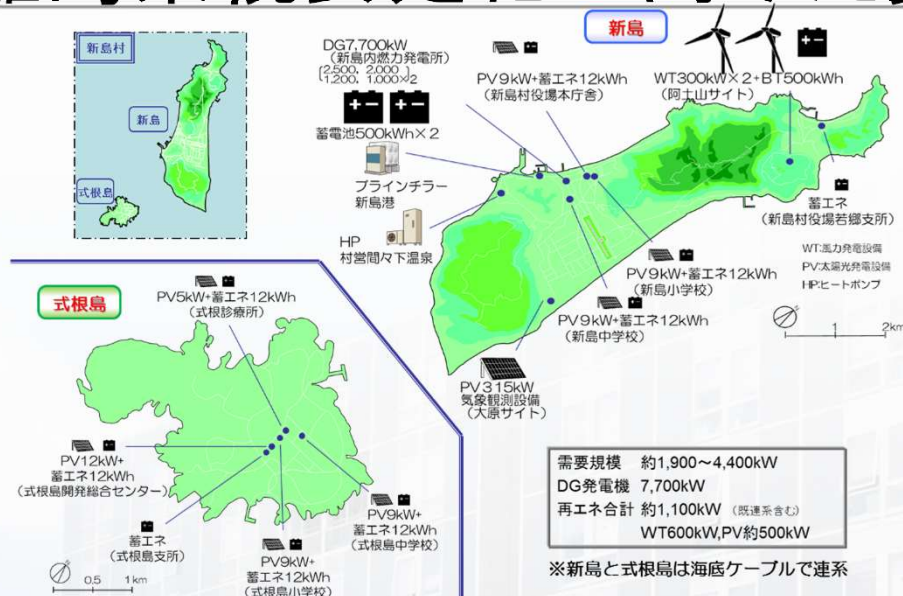 新島村
新島
式根島
新島
DG7,700kW
(新島内燃力発電所)
[2,500, 2,000
1,200, 1,000×2]
蓄電池500kWh×2
ブラインチラー
新島港
HP
村営間々下温泉
PV9kW+蓄エネ12kWh
(新島村役場本庁舎)
WT300kW×2+BT500kWh
(阿土山サイト)
蓄エネ
(新島村役場若郷支所)
WT:風力発電設備
PV:太陽光発電設備
HP:ヒートポンプ
PV9kW+蓄エネ12kWh
(新島小学校)
PV9kW+蓄エネ12kWh
(新島中学校)
PV315kW
気象観測設備
(大原サイト)
1 2km
式根島
PV5kW+蓄エネ12kWh
(式根診療所)
PV12kW+
蓄エネ12kWh
(式根島開発総合センター)
蓄エネ
(式根島支所)
PV9kW+
蓄エネ12kWh
(式根島小学校)
PV9kW+
蓄エネ12kWh
(式根島中学校)
0.5 1km
需要規模 約1,900~4,400kW
DG発電機 7,700kW
再エネ合計 約1,100kW (既連系含む)
WT600kW,PV約500kW
※新島と式根島は海底ケーブルで連系